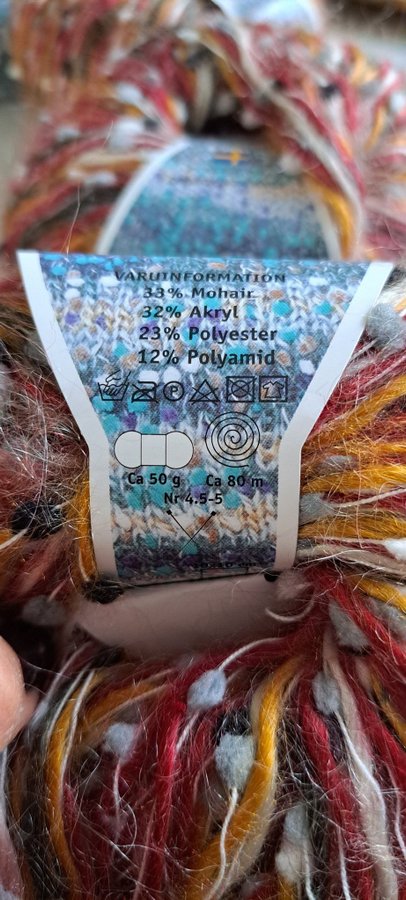 VARUINFORMATION
33% Mohair
32% Akryl
23% Polyester
12% Polyamid
Ca 50 g Ca 80 m
Nr 4.5-5